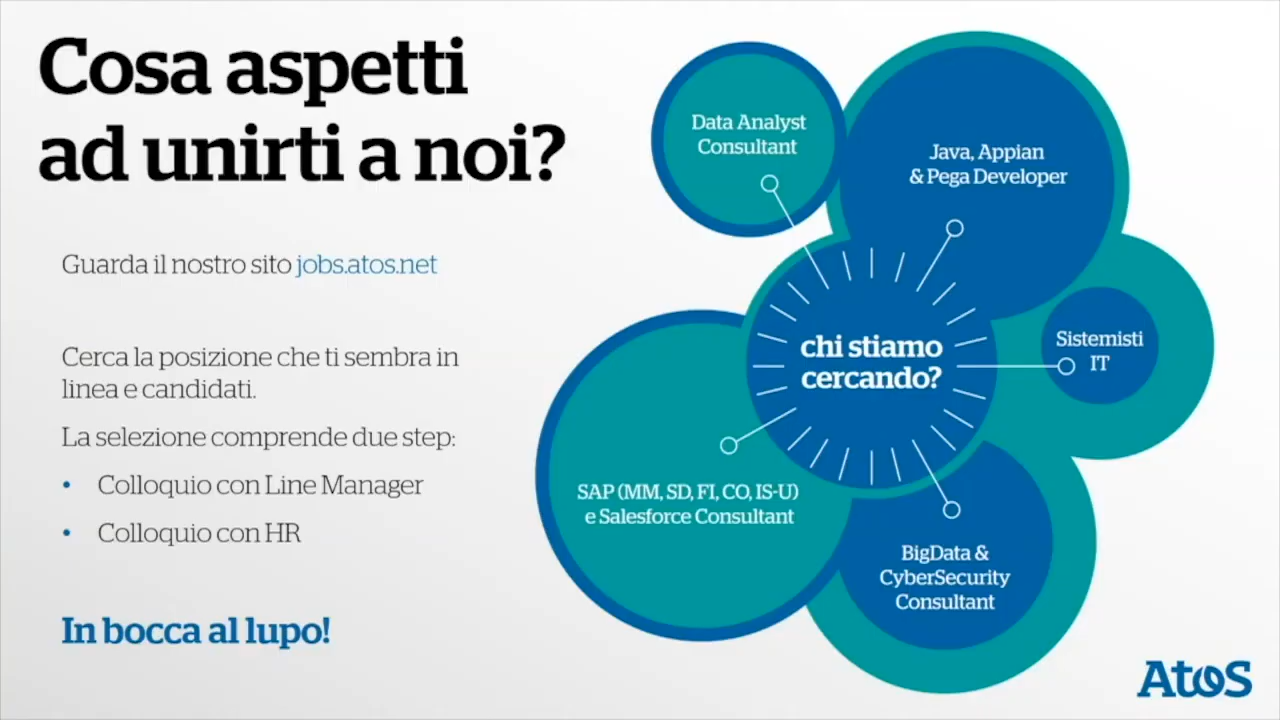 Cosa aspetti
ad unirti a noi?
Guarda il nostro sito jobs.atos.net
Cerca la posizione che ti sembra in
linea e candidati.
La selezione comprende due step:
• Colloquio con Line Manager
• Colloquio con HR
In bocca al lupo!
Data Analyst
Consultant
Java, Appian
& Pega Developer
Sistemisti
IT
chi stiamo
cercando?
SAP (MM, SD, FI, CO, IS-U)
e Salesforce Consultant
BigData &
CyberSecurity
Consultant
Atos